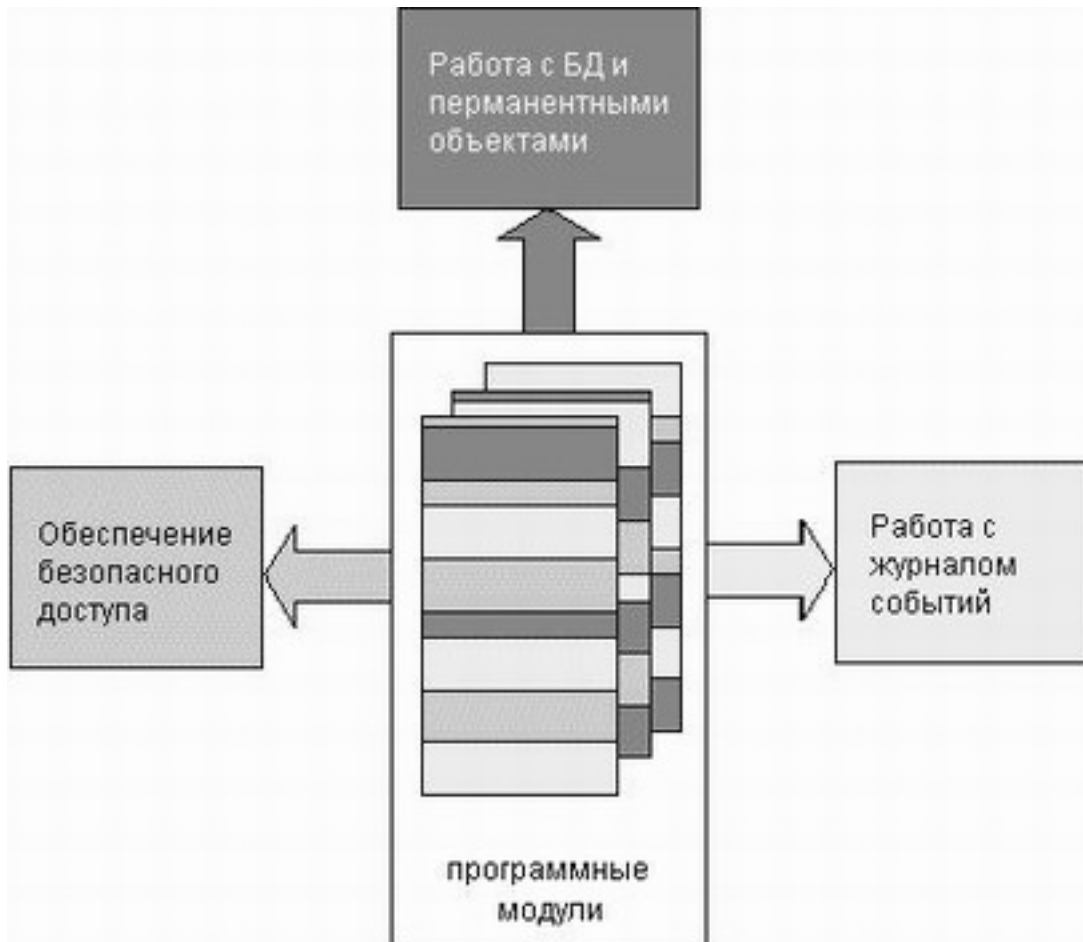 Работа с БД и
перманентными
объектами
Обеспечение
безопасного
доступа
Работа с
журналом
событий
программные
модули